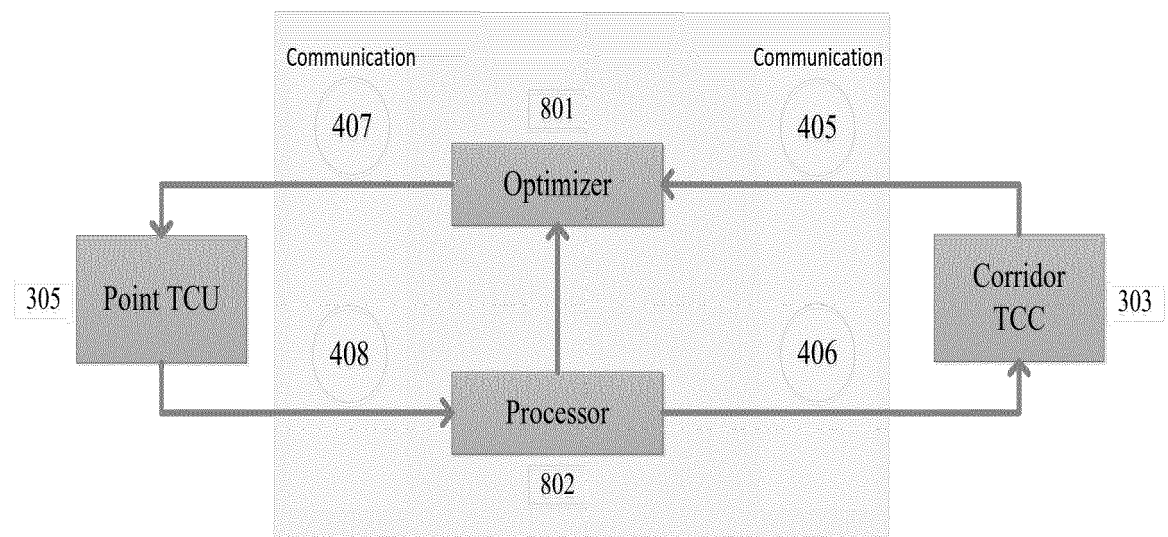 Communication
Communication
407
801
405
Optimizer
305
Point TCU
Corridor
TCC
303
408
406
Processor
802